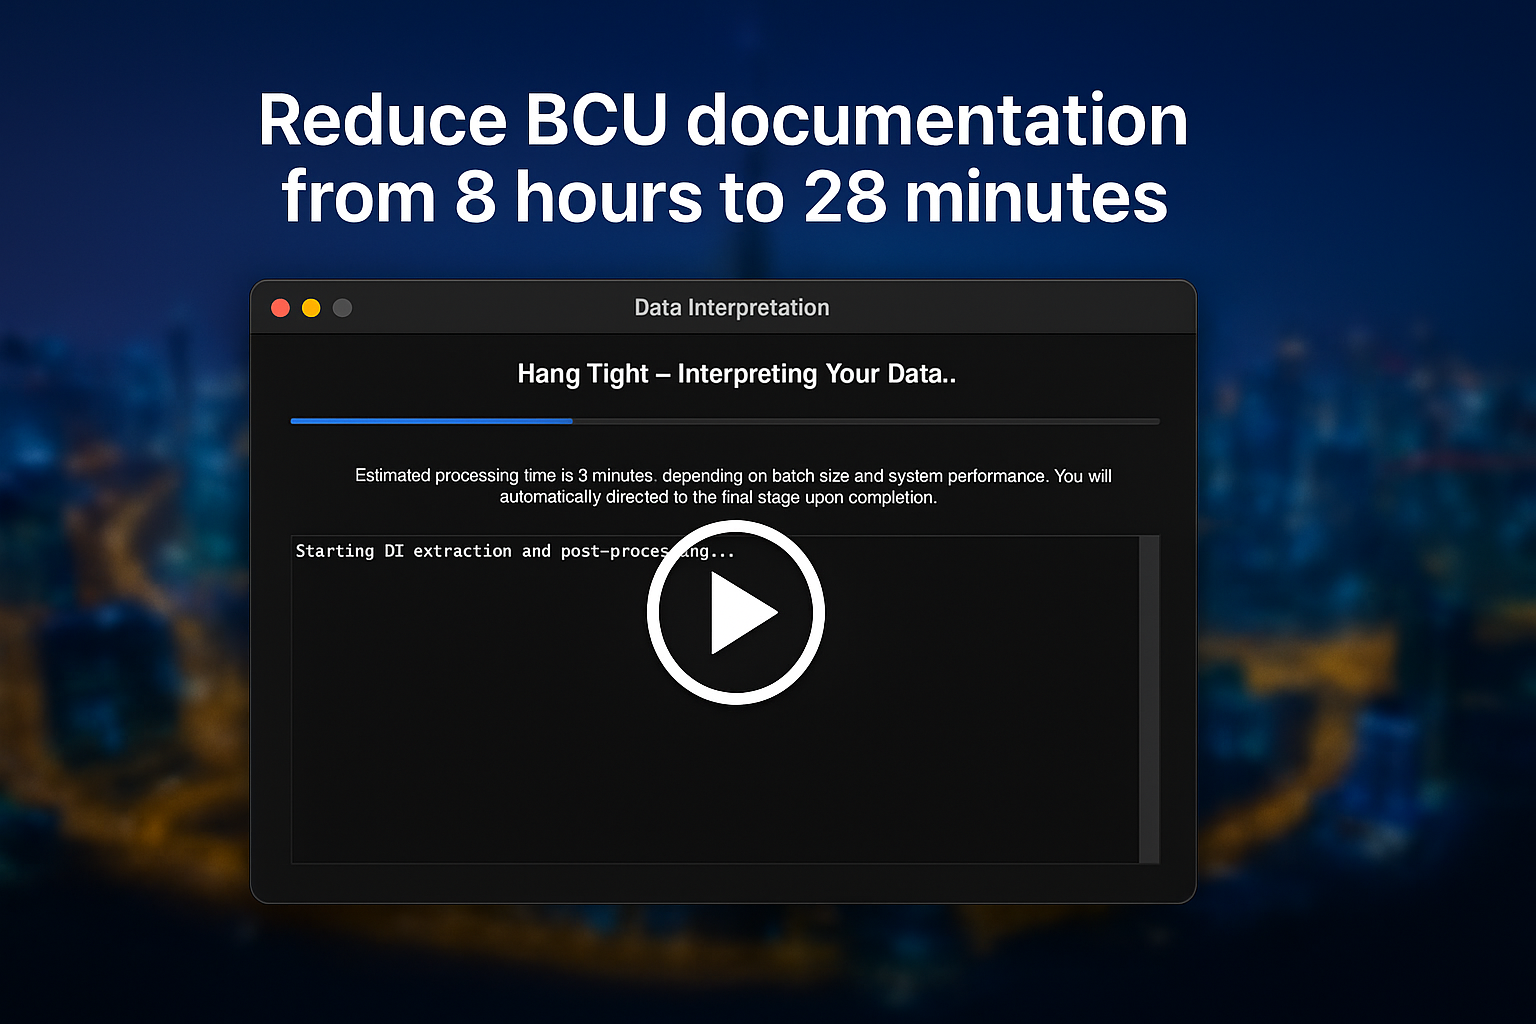 Reduce BCU documentation
from 8 hours to 28 minutes
Data Interpretation
Hang Tight – Interpreting Your Data..
Estimated processing time is 3 minutes. depending on batch size and system performance. You will
automatically directed to the final stage upon completion.
Starting DI extraction and